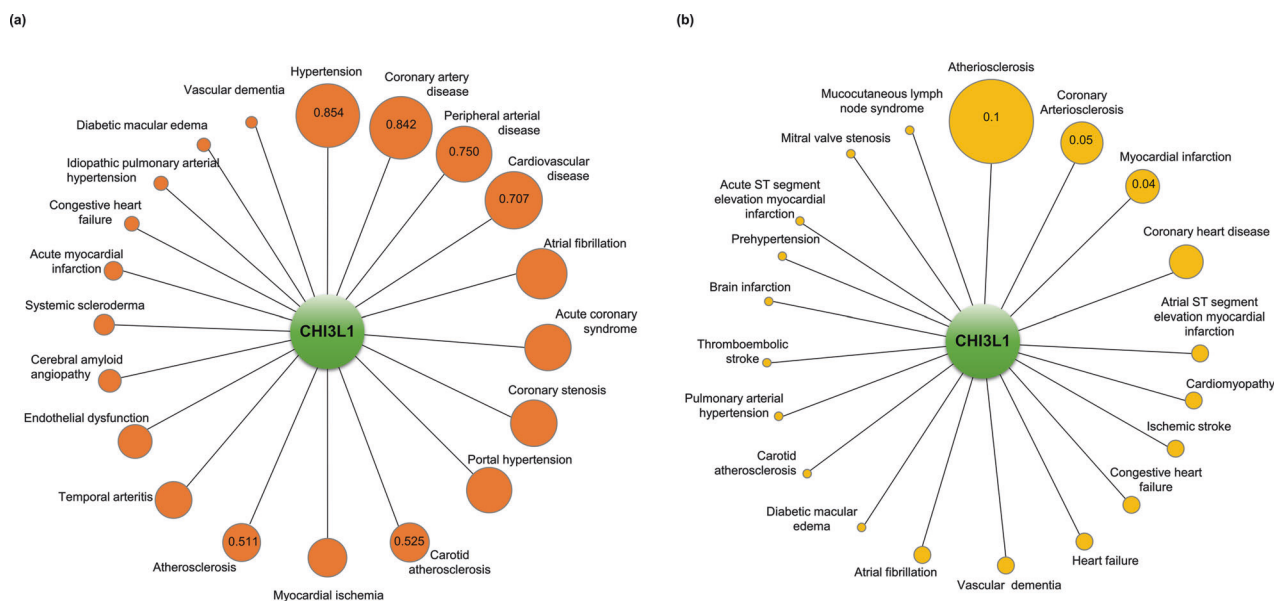 (a)
Hypertension
0.854
Coronary artery
disease
0.842
Peripheral arterial
disease
0.750
Cardiovascular
disease
0.707
Atrial fibrillation
Acute coronary
syndrome
Coronary stenosis
Portal hypertension
Carotid
atherosclerosis
0.525
Myocardial ischemia
Atherosclerosis
0.511
Temporal arteritis
Endothelial dysfunction
Cerebral amyloid
angiopathy
Systemic scleroderma
Acute myocardial
infarction
Congestive heart
failure
Idiopathic pulmonary arterial
hypertension
Diabetic macular edema
Vascular dementia
CHI3L1
(b)
Atheriosclerosis
0.1
Coronary
Arteriosclerosis
0.05
Myocardial infarction
0.04
Coronary heart disease
Atrial ST segment
elevation myocardial
infarction
Cardiomyopathy
Ischemic stroke
Congestive heart
failure
Heart failure
Vascular dementia
Atrial fibrillation
Diabetic macular
edema
Carotid
atherosclerosis
Pulmonary arterial
hypertension
Thromboembolic
stroke
Brain infarction
Prehypertension
Acute ST segment
elevation myocardial
infarction
Mitral valve stenosis
Mucocutaneous lymph
node syndrome
CHI3L1